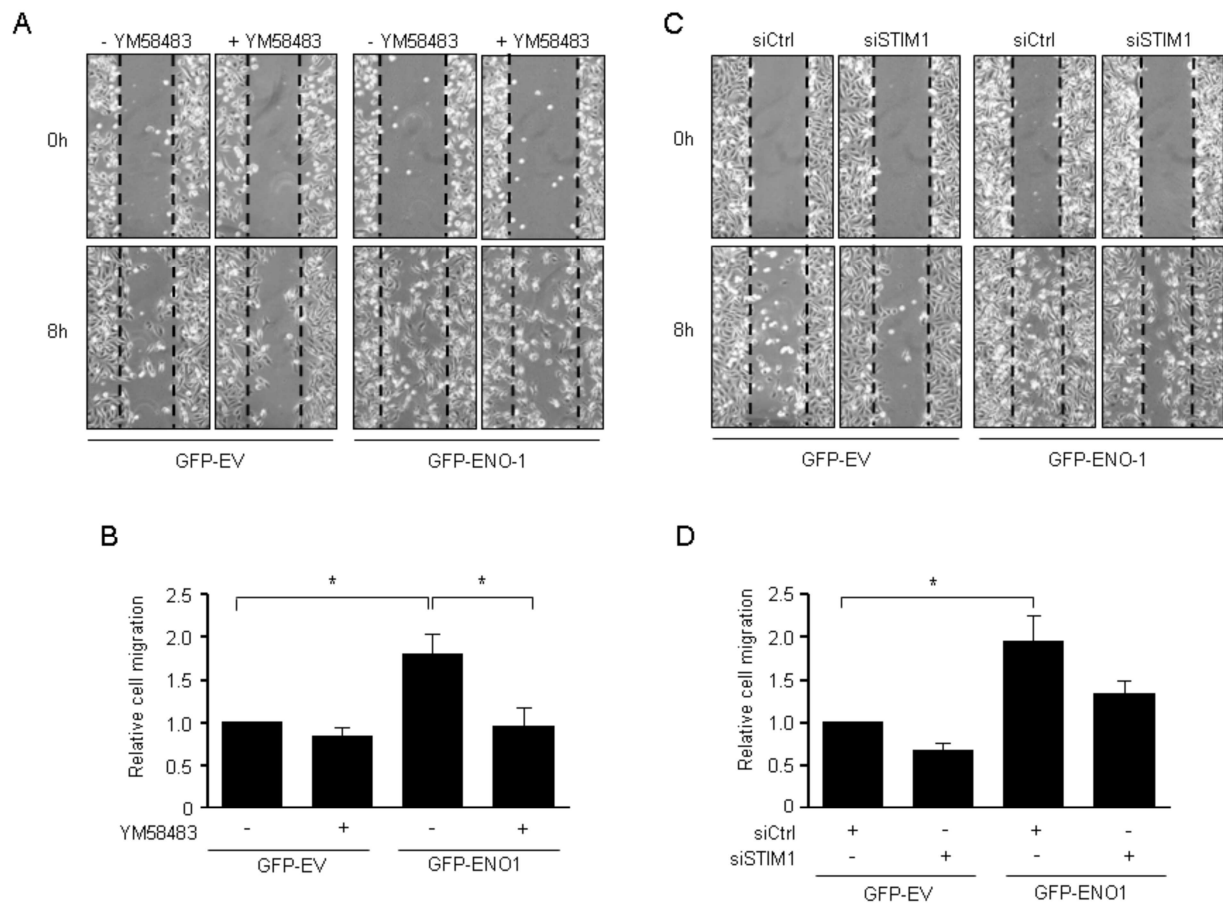 A
- YM58483 + YM58483 - YM58483 + YM58483
0h
8h
GFP-EV GFP-ENO-1
C
siCtrl siSTIM1 siCtrl siSTIM1
0h
8h
GFP-EV GFP-ENO-1
B
Relative cell migration
2.5
2.0
1.5
1.0
0.5
0
* *
YM58483 - + - +
GFP-EV GFP-ENO1
D
Relative cell migration
2.5
2.0
1.5
1.0
0.5
0
*
siCtrl + - + -
siSTIM1 - + - +
GFP-EV GFP-ENO1